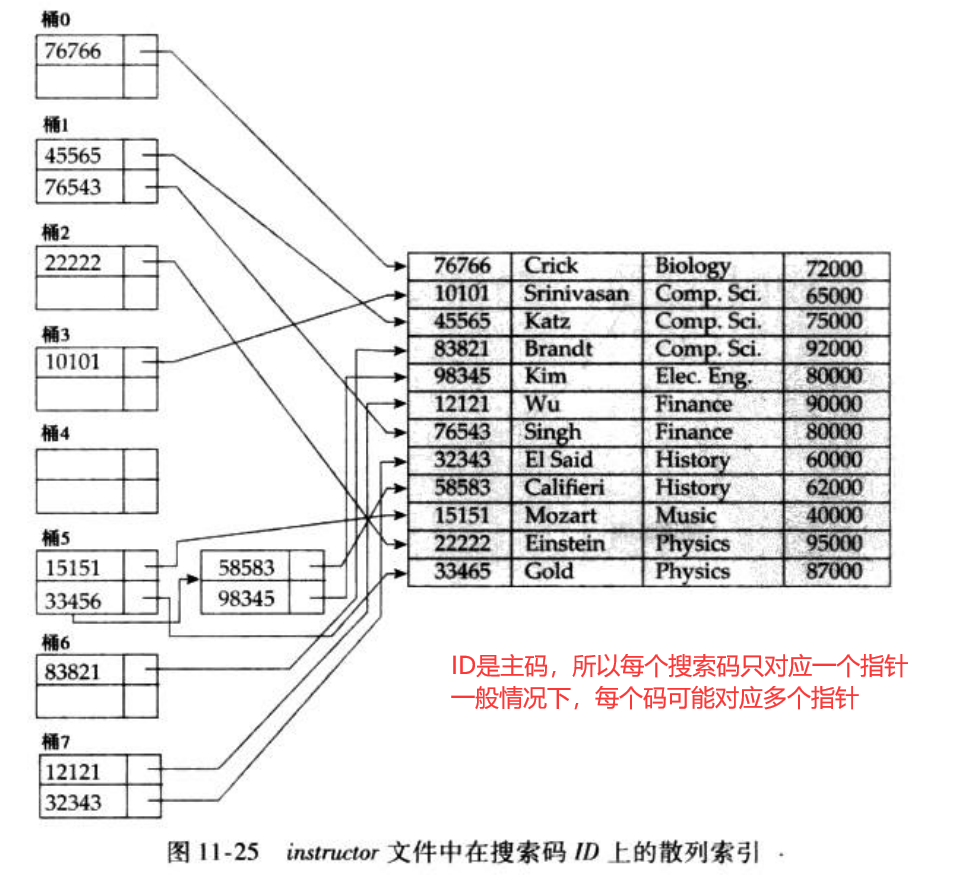 桶0
76766
桶1
45565
76543
桶2
22222
桶3
10101
桶4
桶5
15151
33456
58583
98345
桶6
83821
桶7
12121
32343
76766 Crick Biology 72000
10101 Srinivasan Comp. Sci. 65000
45565 Katz Comp. Sci. 75000
83821 Brandt Comp. Sci. 92000
98345 Kim Elec. Eng. 80000
12121 Wu Finance 90000
76543 Singh Finance 80000
32343 El Said History 60000
58583 Califieri History 62000
15151 Mozart Music 40000
22222 Einstein Physics 95000
33465 Gold Physics 87000
ID是主码，所以每个搜索码只对应一个指针
一般情况下，每个码可能对应多个指针
图 11-25 instructor 文件中在搜索码 ID 上的散列索引